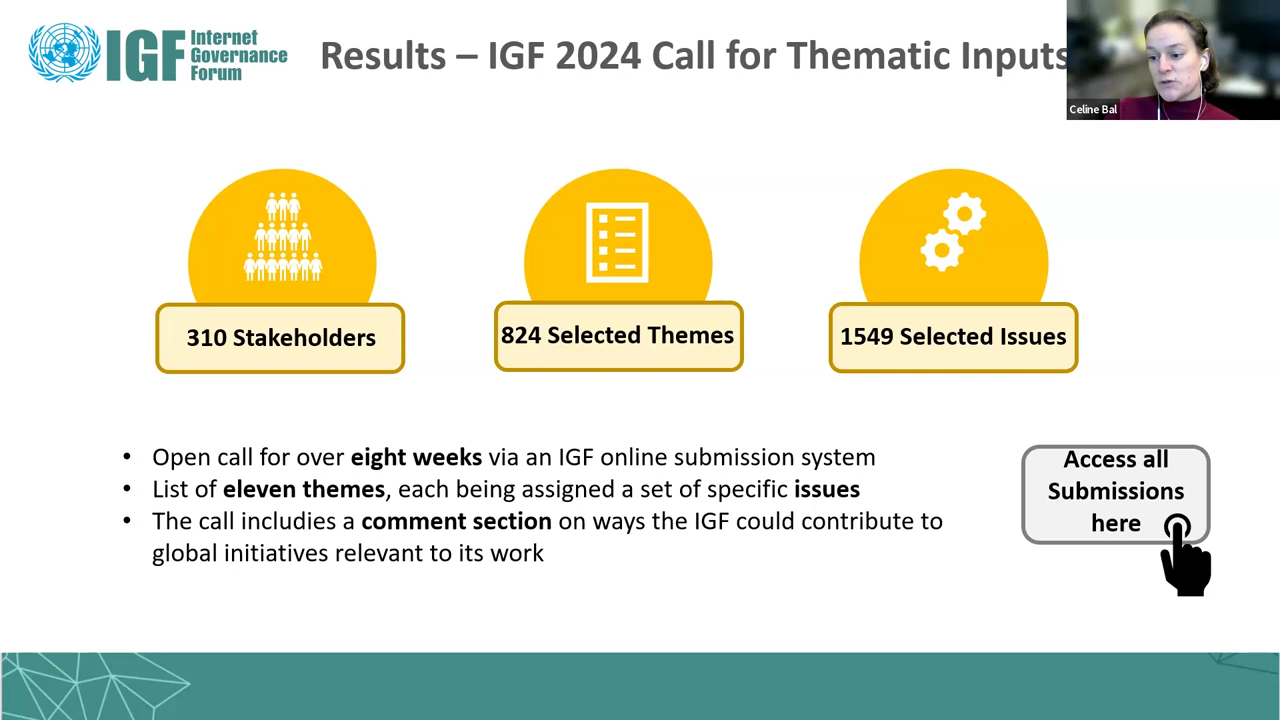 IGF
Internet
Governance
Forum
Results – IGF 2024 Call for Thematic Inputs
Celine Bal
310 Stakeholders
824 Selected Themes
1549 Selected Issues
• Open call for over eight weeks via an IGF online submission system
• List of eleven themes, each being assigned a set of specific issues
• The call includies a comment section on ways the IGF could contribute to
global initiatives relevant to its work
Access all
Submissions
here